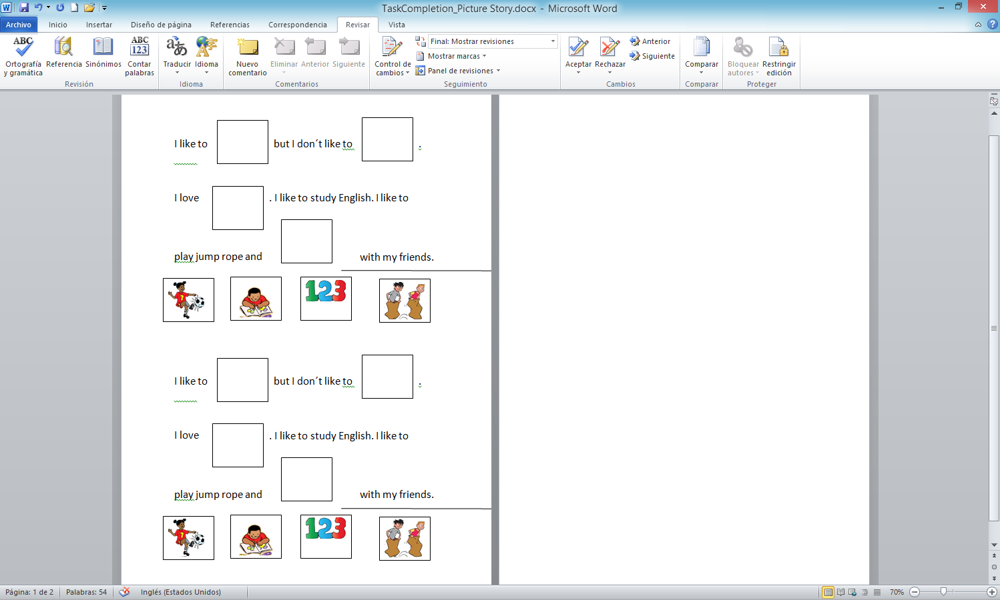 TaskCompletion_Picture Story.docx - Microsoft Word
Archivo Inicio Insertar Diseño de página Referencias Correspondencia Revisar Vista
ABC Ortografía y gramática
Referencia
Sinónimos
ABC 123 Contar palabras
Revisión
Traducir
Idioma
Idioma
Nuevo comentario
Eliminar
Anterior
Siguiente
Comentarios
Control de cambios
Final: Mostrar revisiones
Mostrar marcas
Panel de revisiones
Seguimiento
Aceptar
Rechazar
Anterior
Siguiente
Cambios
Comparar
Comparar
Bloquear autores
Restringir edición
Proteger
I like to but I don´t like to .
I love . I like to study English. I like to
play jump rope and with my friends.
7 123
I like to but I don´t like to .
I love . I like to study English. I like to
play jump rope and with my friends.
7 123
Página: 1 de 2 Palabras: 54 Inglés (Estados Unidos) 70%